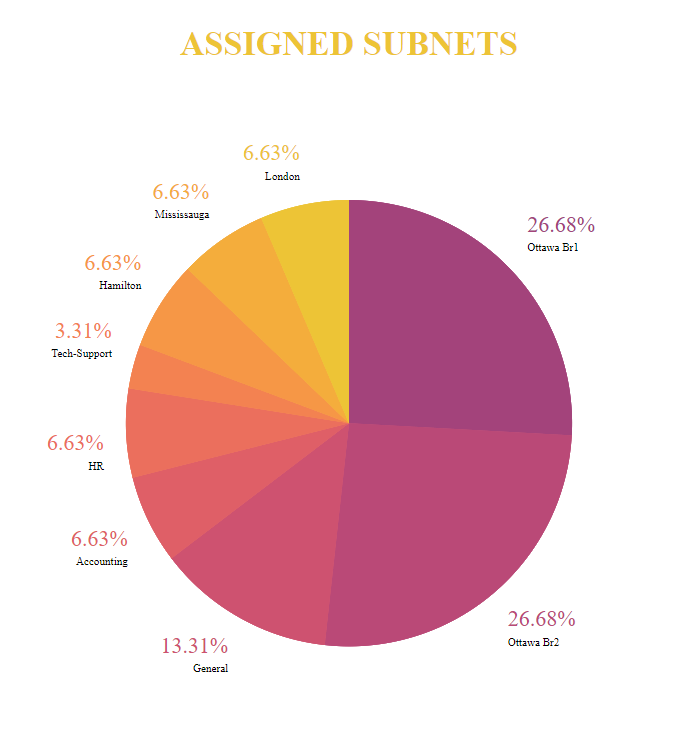 ASSIGNED SUBNETS
6.63%
London
6.63%
Mississauga
26.68%
Ottawa Br1
6.63%
Hamilton
3.31%
Tech-Support
6.63%
HR
6.63%
Accounting
26.68%
Ottawa Br2
13.31%
General